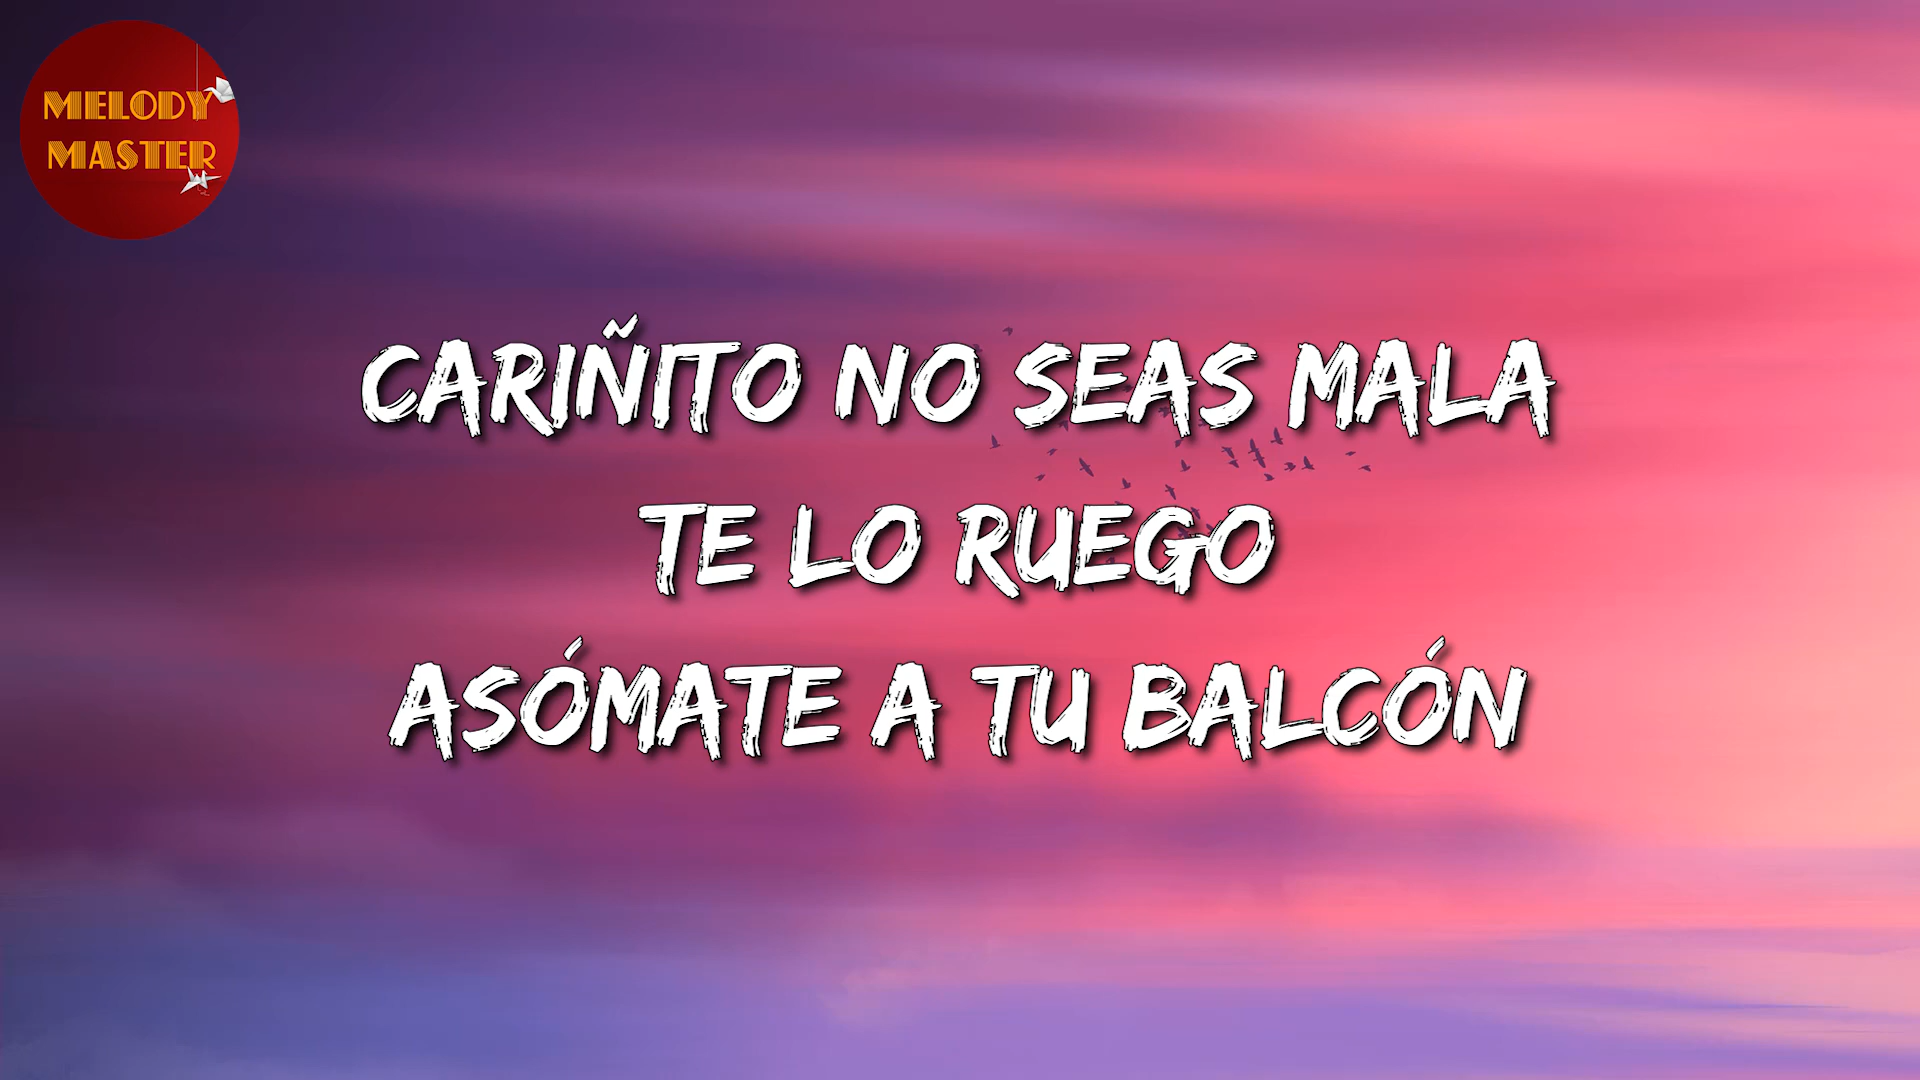 MELODY
MASTER
CARIÑITO NO SEAS MALA
TE LO RUEGO
ASÓMATE A TU BALCÓN